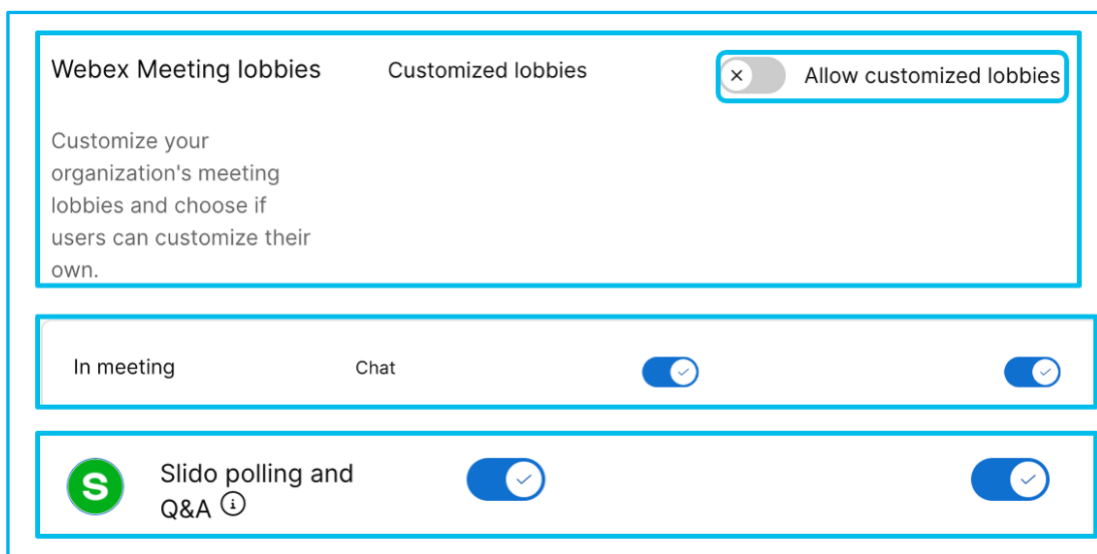 Webex Meeting lobbies
Customized lobbies
Allow customized lobbies
Customize your
organization's meeting
lobbies and choose if
users can customize their
own.
In meeting
Chat
S
Slido polling and
Q&A